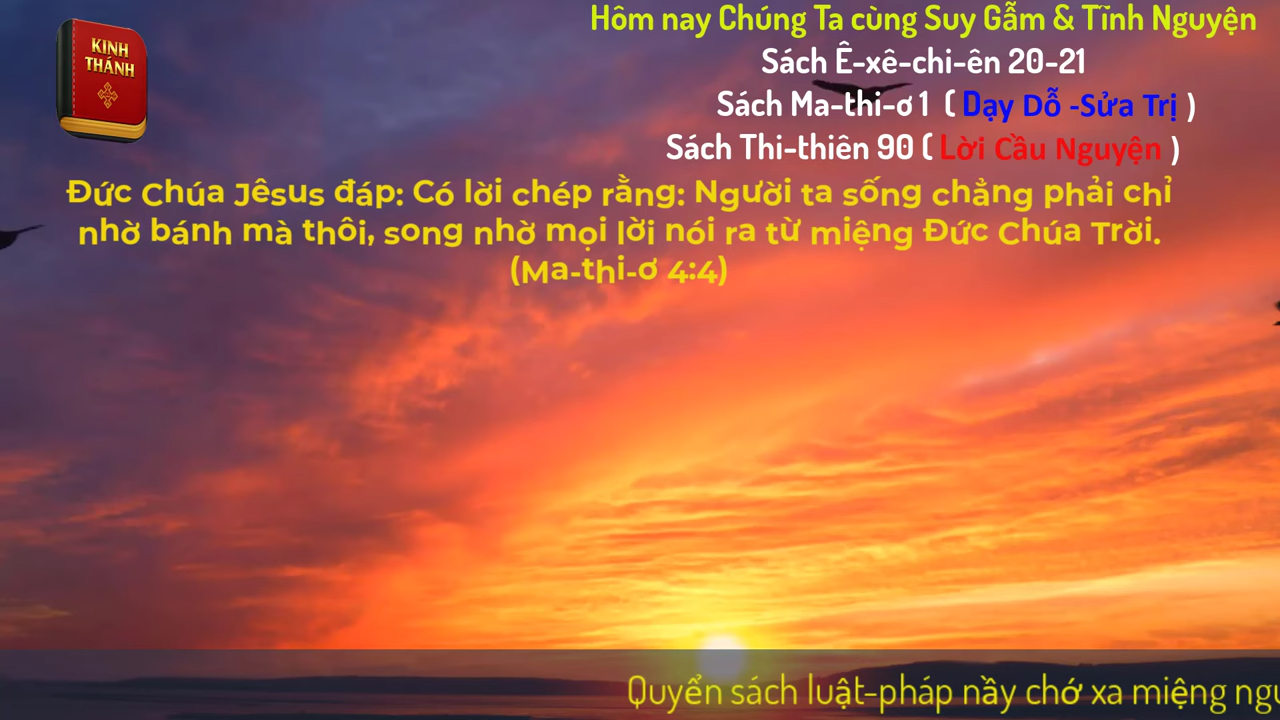 KINH
THÁNH
Hôm nay Chúng Ta cùng Suy Gẫm & Tĩnh Nguyện
Sách Ê-xê-chi-ên 20-21
Sách Ma-thi-ơ 1 ( Dạy Dỗ -Sửa Trị )
Sách Thi-thiên 90 ( Lời Cầu Nguyện )
Đức Chúa Jêsus đáp: Có lời chép rằng: Người ta sống chẳng phải chỉ
nhờ bánh mà thôi, song nhờ mọi lời nói ra từ miệng Đức Chúa Trời.
(Ma-thi-ơ 4:4)
Quyển sách luật-pháp nầy chớ xa miệng ngư